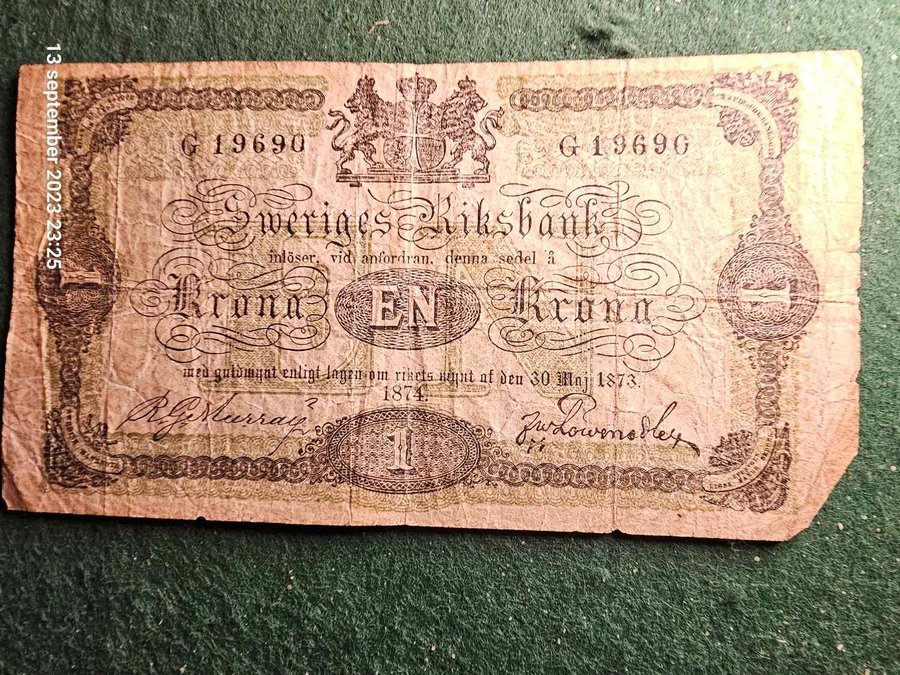 13 september 2023 23:25
G 19690 G 19690
Sweriges Riksbank
inlöser, vid anfordran, denna sedel å
Krona EN Krona
med guldmynt enligt lagen om rikets mynt af den 30 Maj 1873.
1874.
R G Murray
1
1
1